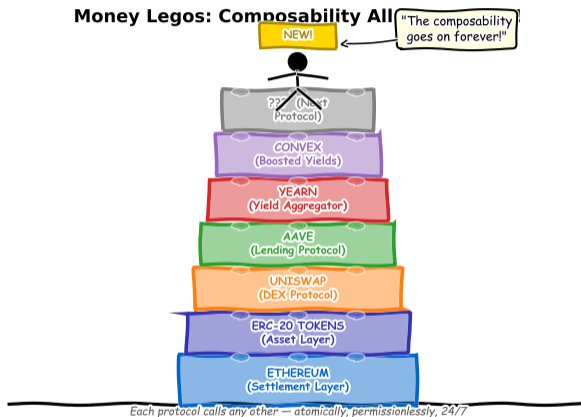 Money Legos: Composability All
"The composability
goes on forever!"
NEW!
??? (Next
Protocol)
CONVEX
(Boosted Yields)
YEARN
(Yield Aggregator)
AAVE
(Lending Protocol)
UNISWAP
(DEX Protocol)
ERC-20 TOKENS
(Asset Layer)
ETHEREUM
(Settlement Layer)
Each protocol calls any other — atomically, permissionlessly, 24/7